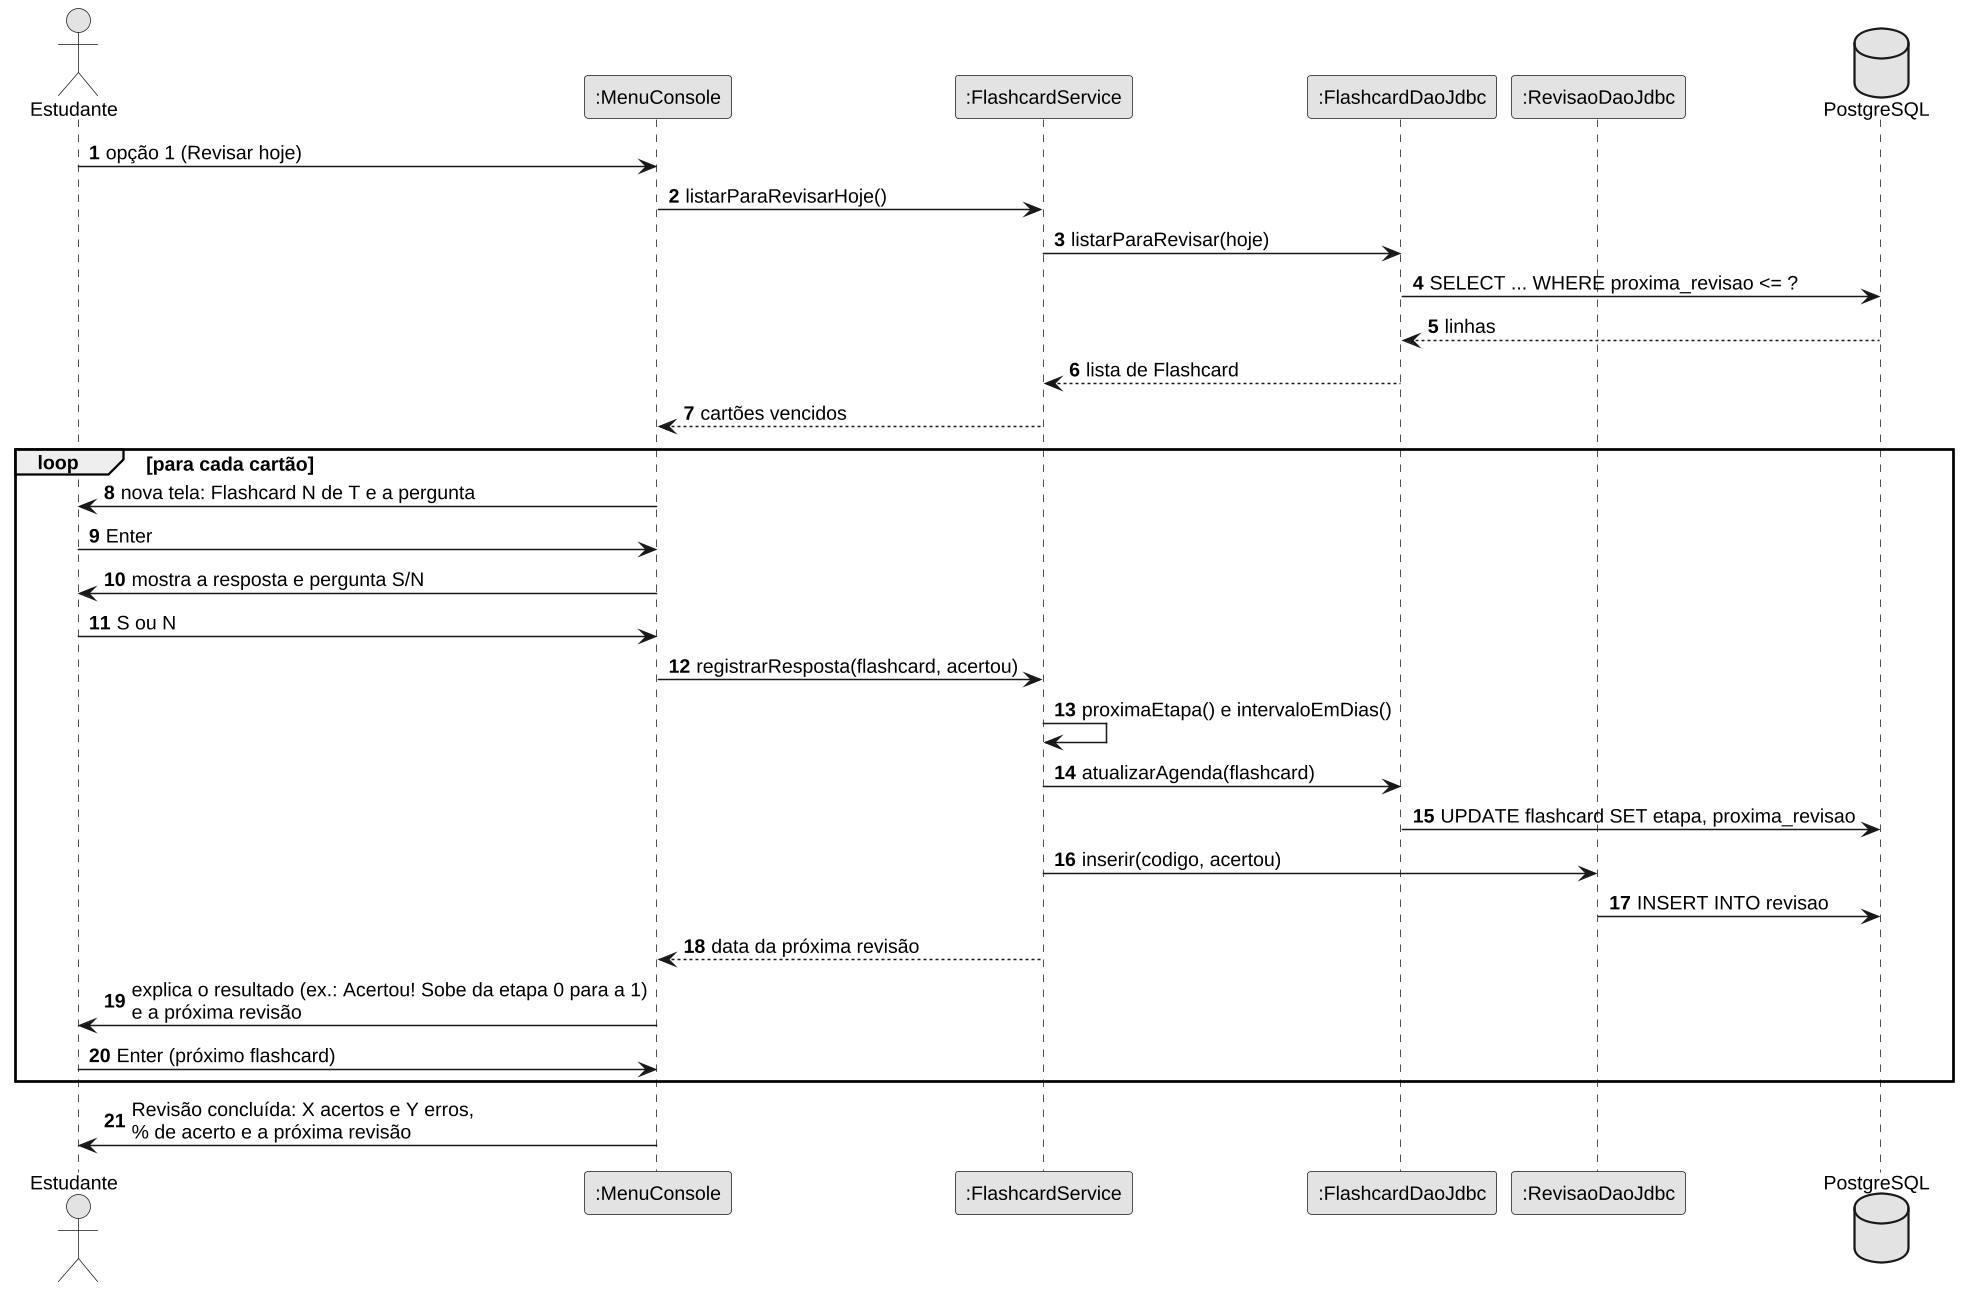 Estudante
:MenuConsole
:FlashcardService
:FlashcardDaoJdbc
:RevisaoDaoJdbc
PostgreSQL
1 opção 1 (Revisar hoje)
2 listarParaRevisarHoje()
3 listarParaRevisar(hoje)
4 SELECT ... WHERE proxima_revisao <= ?
5 linhas
6 lista de Flashcard
7 cartões vencidos
loop [para cada cartão]
8 nova tela: Flashcard N de T e a pergunta
9 Enter
10 mostra a resposta e pergunta S/N
11 S ou N
12 registrarResposta(flashcard, acertou)
13 proximaEtapa() e intervaloEmDias()
14 atualizarAgenda(flashcard)
15 UPDATE flashcard SET etapa, proxima_revisao
16 inserir(codigo, acertou)
17 INSERT INTO revisao
18 data da próxima revisão
19 explica o resultado (ex.: Acertou! Sobe da etapa 0 para a 1)
e a próxima revisão
20 Enter (próximo flashcard)
21 Revisão concluída: X acertos e Y erros,
% de acerto e a próxima revisão
Estudante
:MenuConsole
:FlashcardService
:FlashcardDaoJdbc
:RevisaoDaoJdbc
PostgreSQL